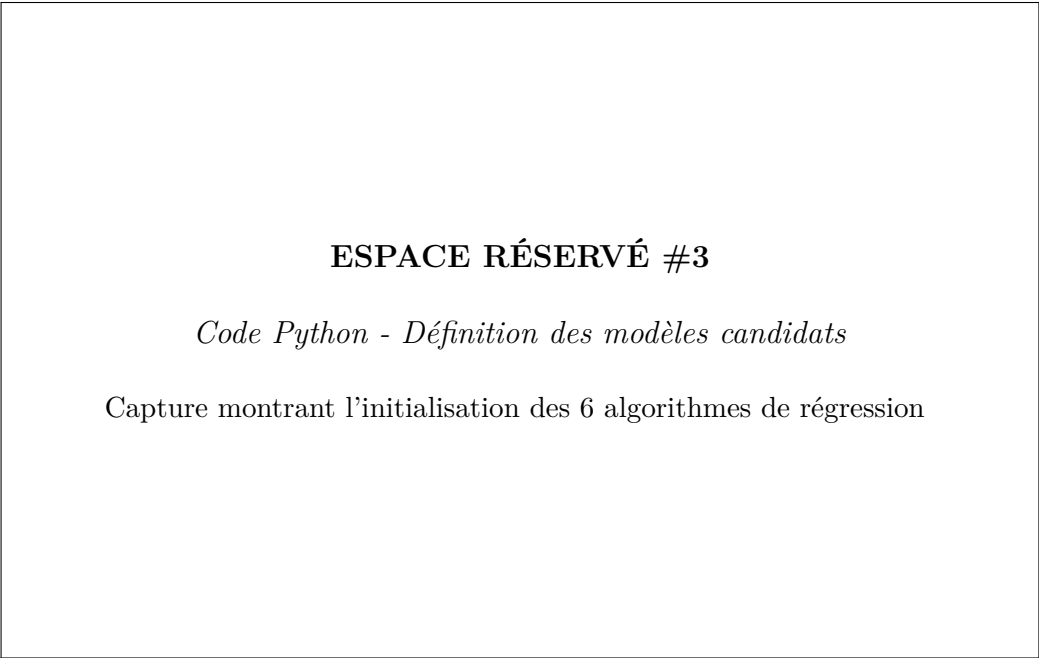 ESPACE RÉSERVÉ #3
Code Python - Définition des modèles candidats
Capture montrant l'initialisation des 6 algorithmes de régression